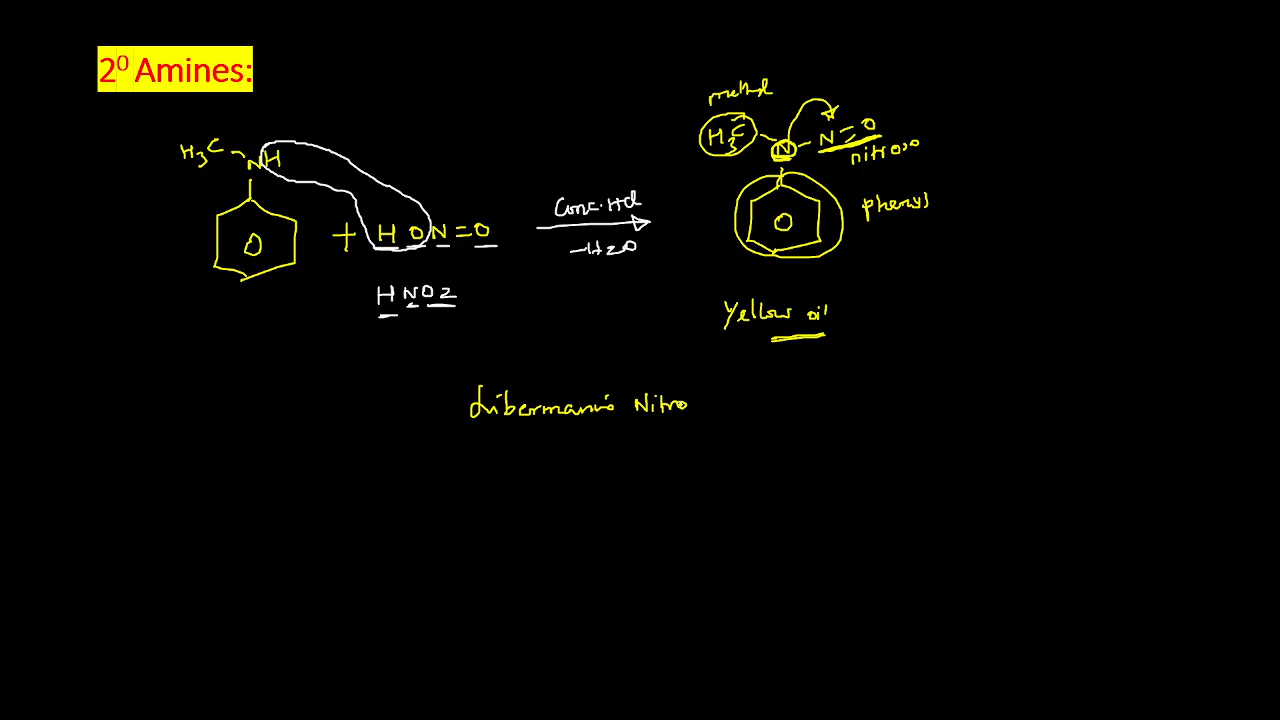 2⁰ Amines:
methyl
H₃C N N=O
nitroso
H₃C NH
phenyl
Conc. HCl
+ H O N=O
-H₂O
HNO2
Yellow oil
Libermann's Nitro